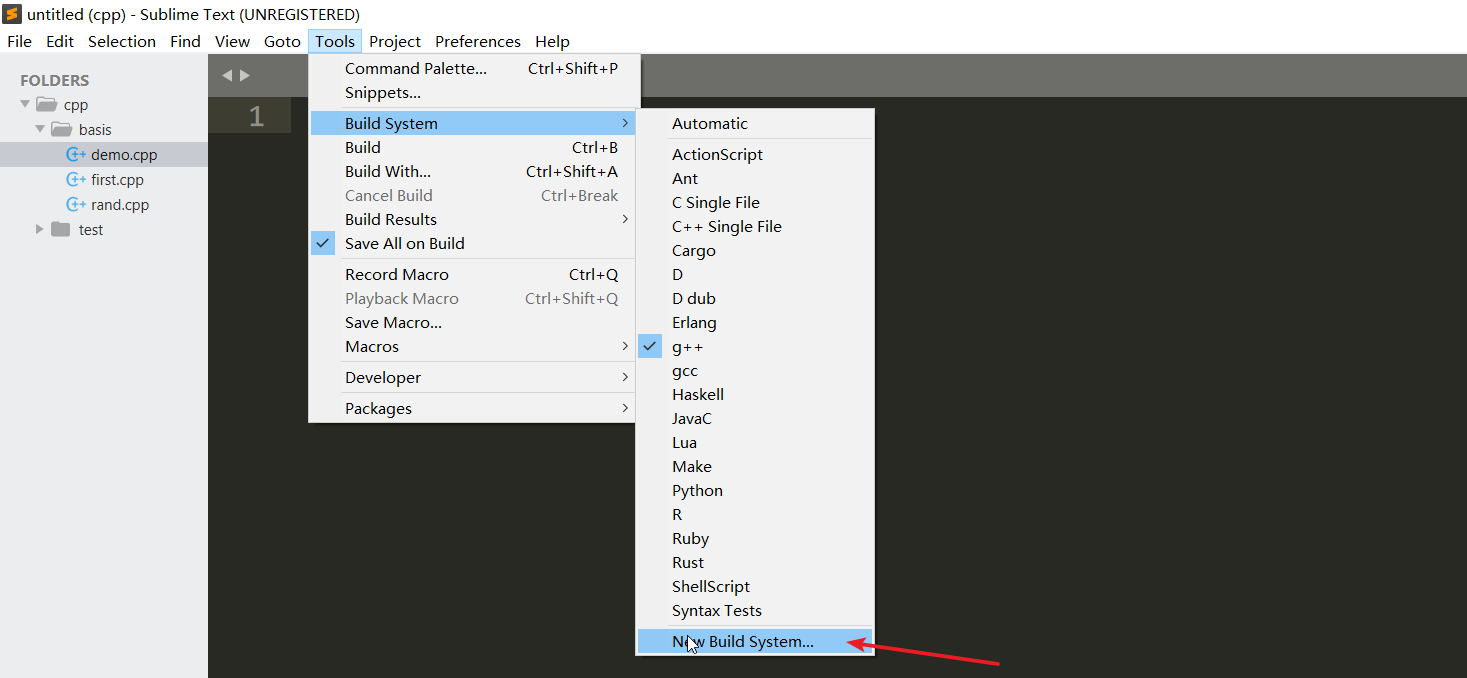 untitled (cpp) - Sublime Text (UNREGISTERED)
File Edit Selection Find View Goto Tools Project Preferences Help
FOLDERS
cpp
basis
demo.cpp
first.cpp
rand.cpp
test
1
Command Palette... Ctrl+Shift+P
Snippets...
Build System
Build Ctrl+B
Build With... Ctrl+Shift+A
Cancel Build Ctrl+Break
Build Results
Save All on Build
Record Macro Ctrl+Q
Playback Macro Ctrl+Shift+Q
Save Macro...
Macros
Developer
Packages
Automatic
ActionScript
Ant
C Single File
C++ Single File
Cargo
D
D dub
Erlang
g++
gcc
Haskell
JavaC
Lua
Make
Python
R
Ruby
Rust
ShellScript
Syntax Tests
New Build System...